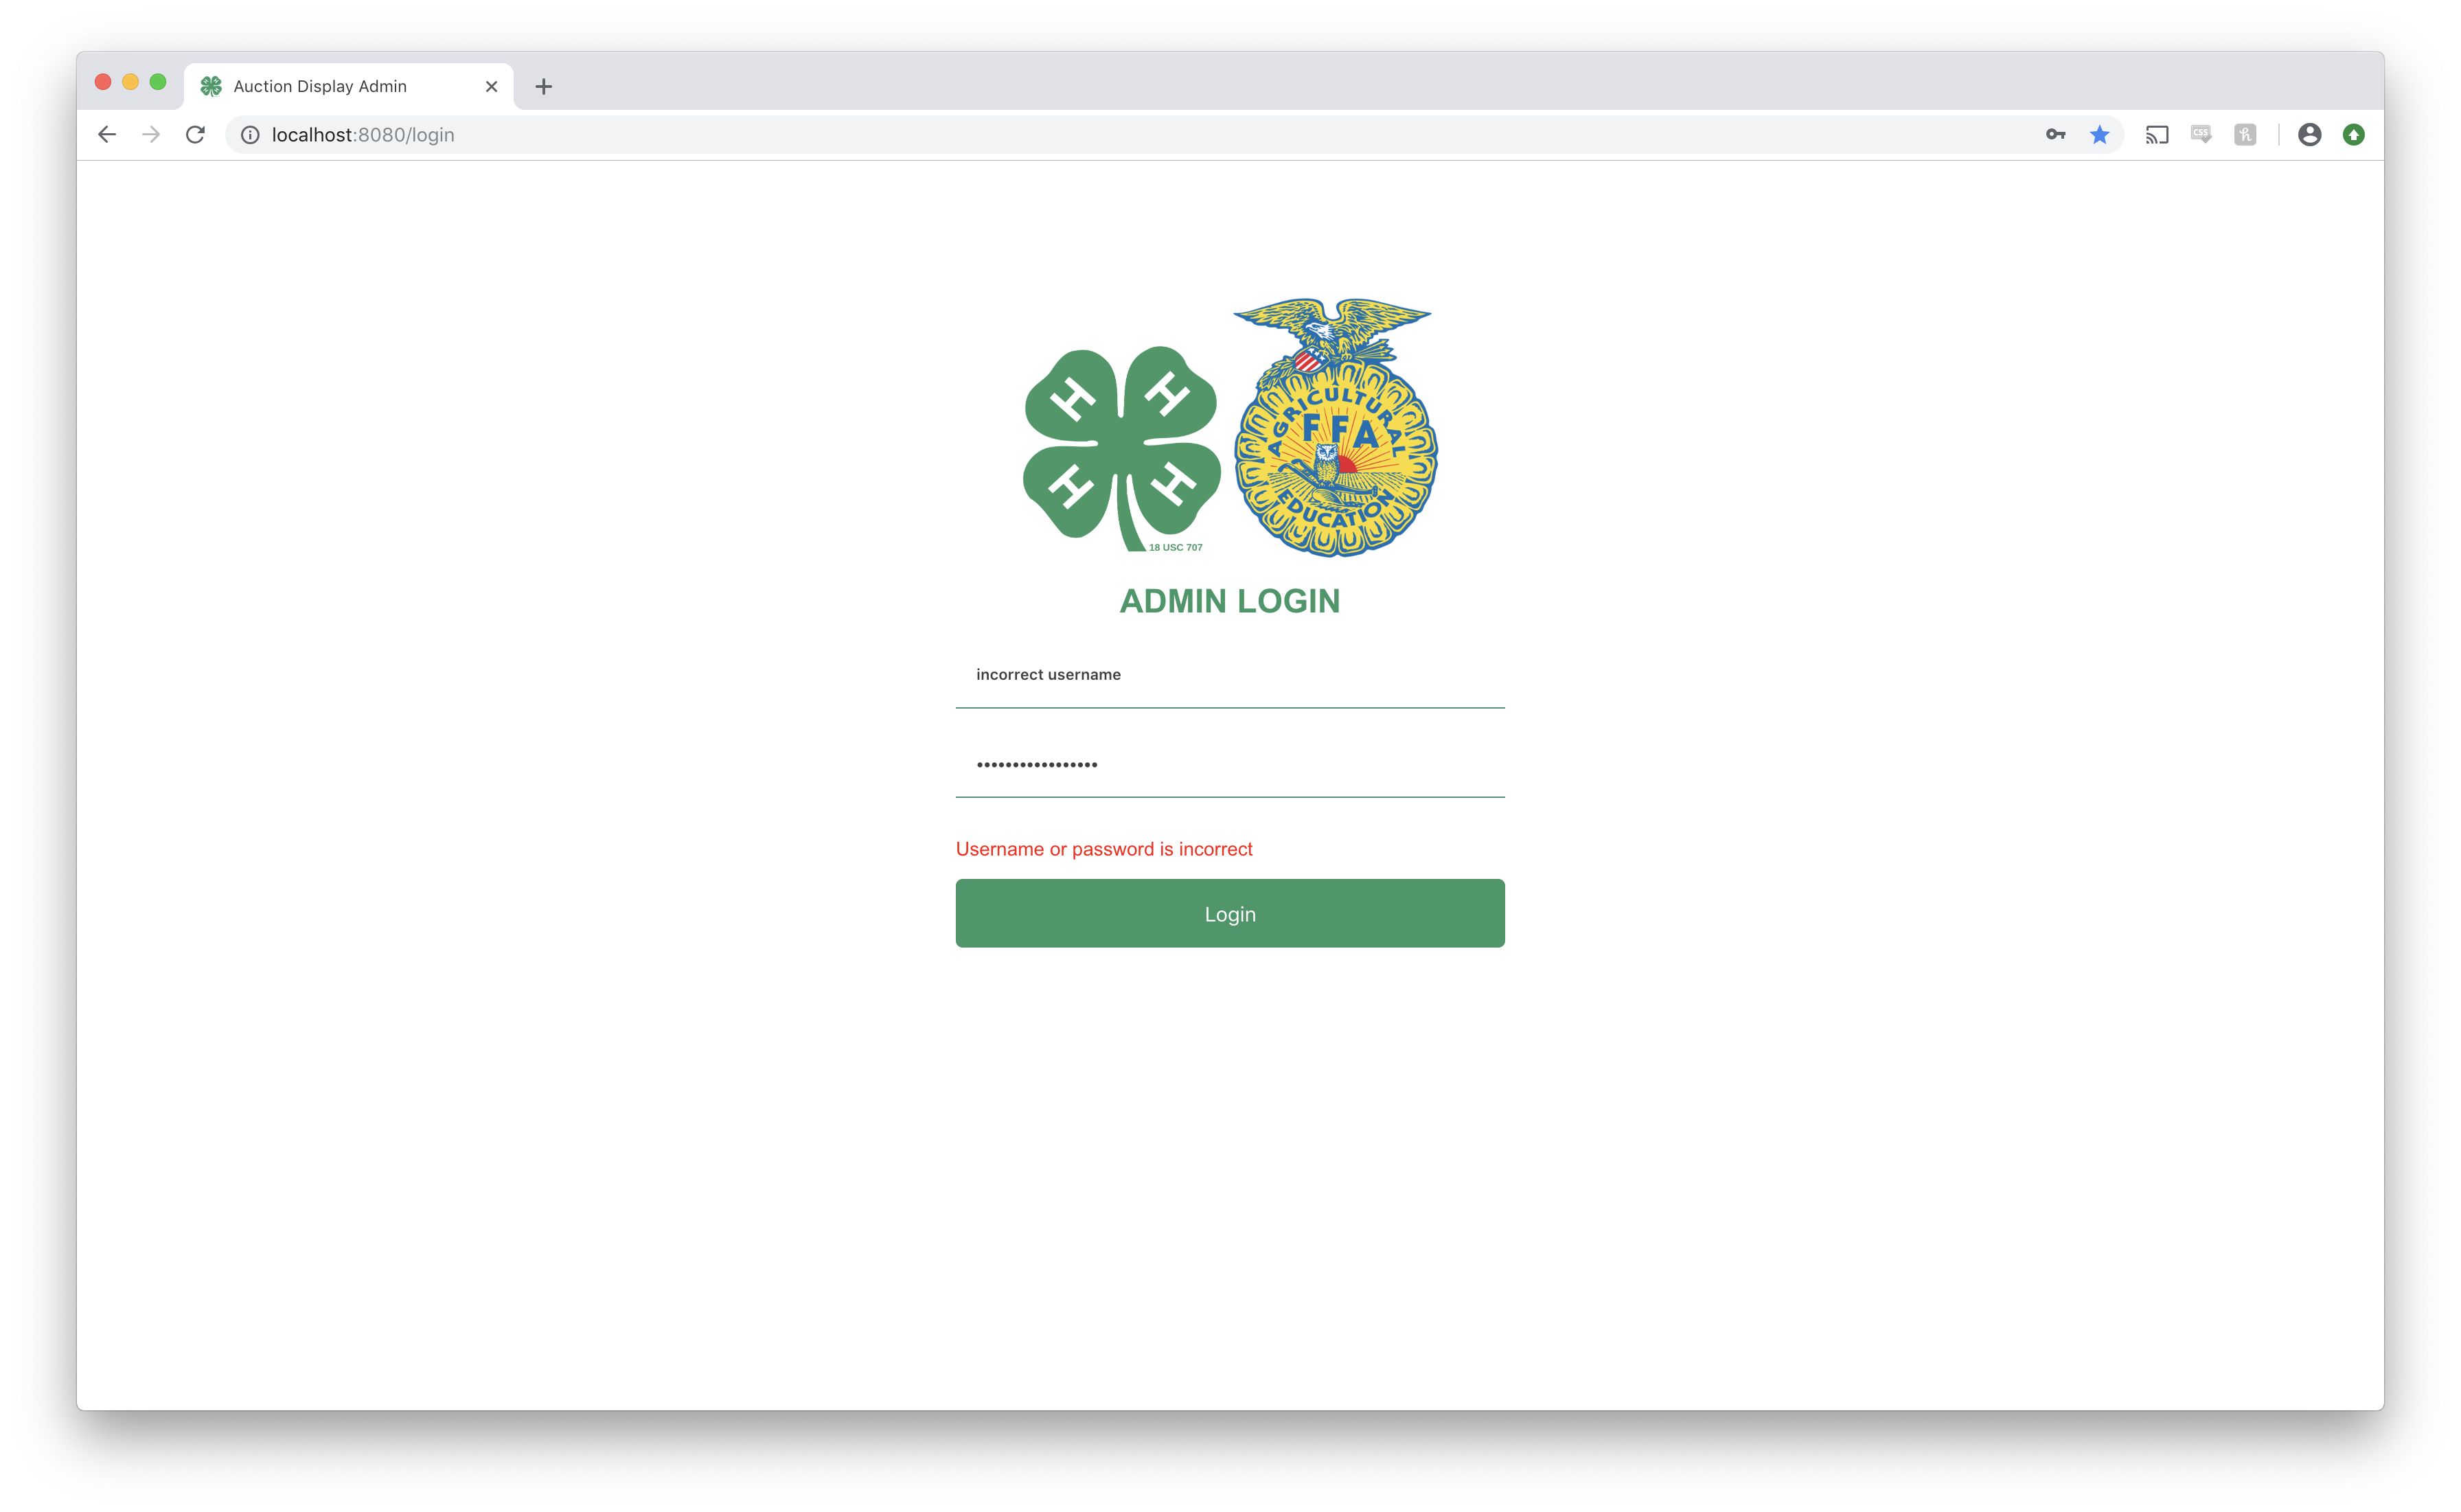 Auction Display Admin
localhost:8080/login
CSS
H H
H H
18 USC 707
AGRICULTURAL
FFA
EDUCATION
ADMIN LOGIN
incorrect username
•••••••••••••••••
Username or password is incorrect
Login